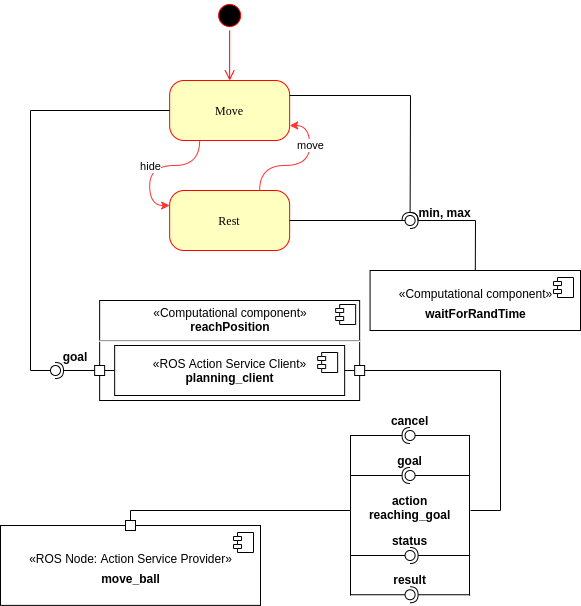 Move
hide
move
Rest
min, max
«Computational component»
waitForRandTime
«Computational component»
reachPosition
goal
«ROS Action Service Client»
planning_client
cancel
goal
action
reaching_goal
status
result
«ROS Node: Action Service Provider»
move_ball